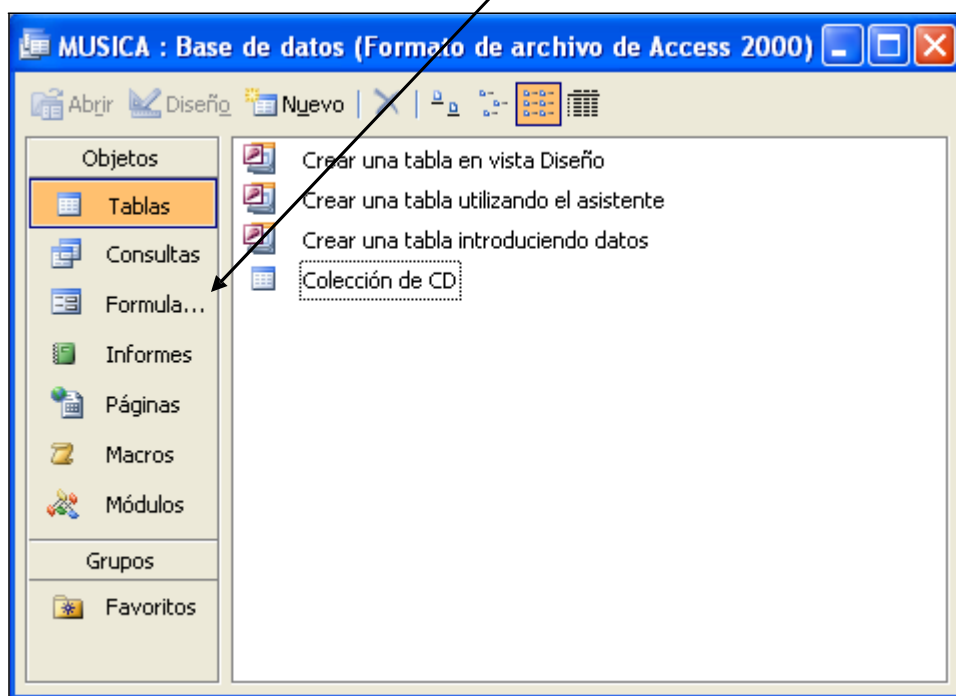 MUSICA : Base de datos (Formato de archivo de Access 2000)
Abrir Diseño Nuevo
Objetos
Tablas
Consultas
Formula...
Informes
Páginas
Macros
Módulos
Grupos
Favoritos
Crear una tabla en vista Diseño
Crear una tabla utilizando el asistente
Crear una tabla introduciendo datos
Colección de CD